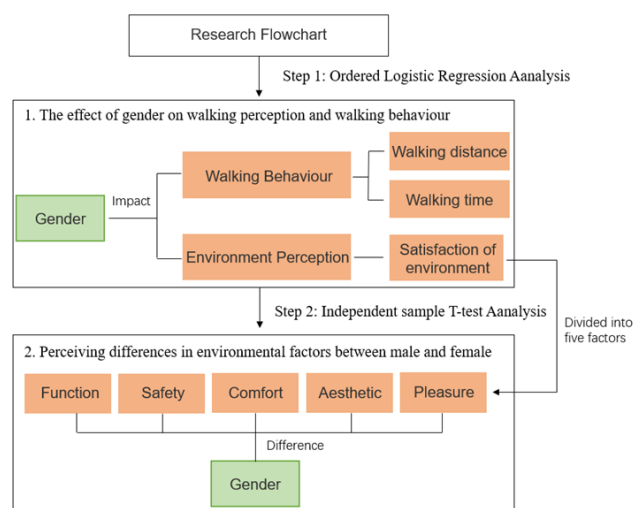 Research Flowchart
Step 1: Ordered Logistic Regression Aanalysis
1. The effect of gender on walking perception and walking behaviour
Walking distance
Walking Behaviour
Impact
Walking time
Gender
Environment Perception
Satisfaction of
environment
Step 2: Independent sample T-test Aanalysis
Divided into
five factors
2. Perceiving differences in environmental factors between male and female
Function
Safety
Comfort
Aesthetic
Pleasure
Difference
Gender